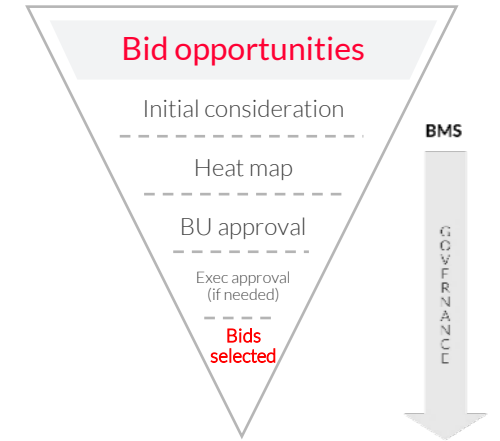 Bid opportunities
Initial consideration
Heat map
BU approval
Exec approval
(if needed)
Bids
selected
BMS
GOVERNANCE